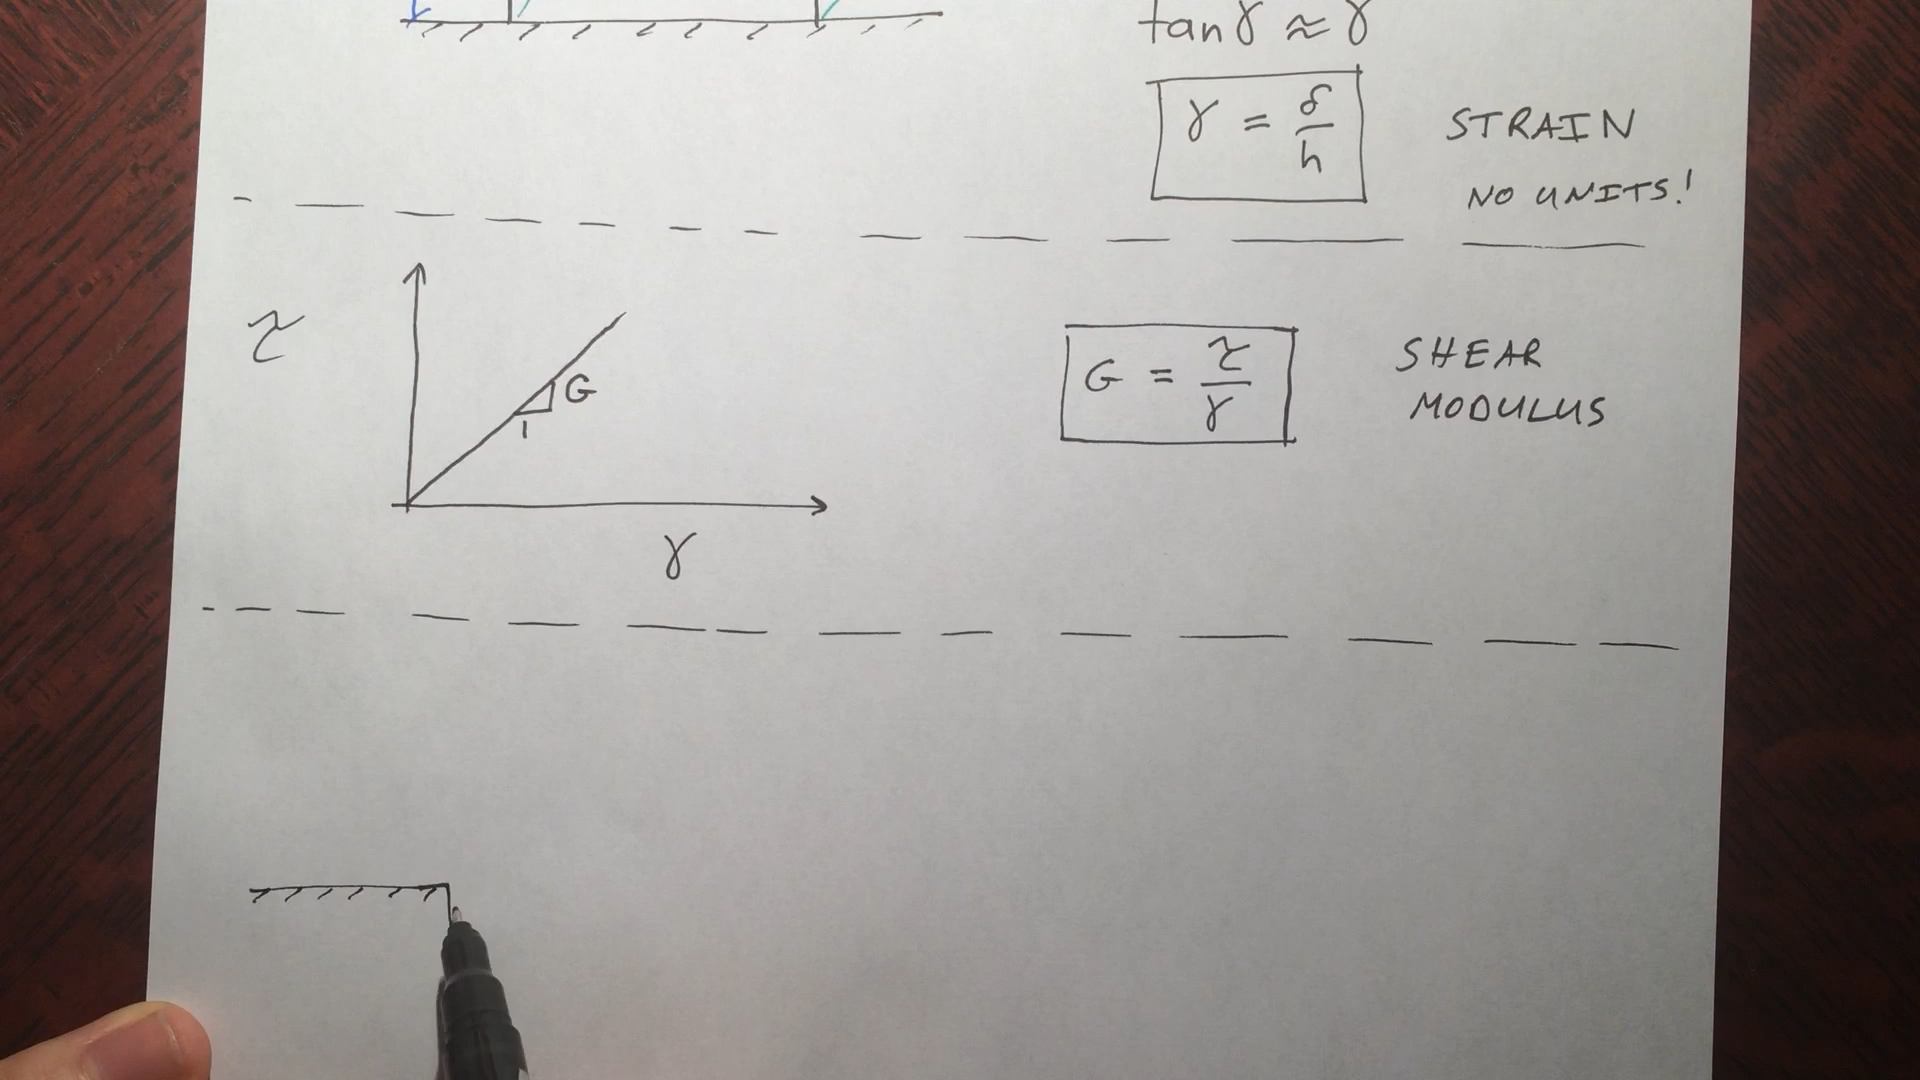 tan γ ≈ γ
γ = δ/h
STRAIN
NO UNITS!
τ
G
1
γ
G = τ/γ
SHEAR
MODULUS